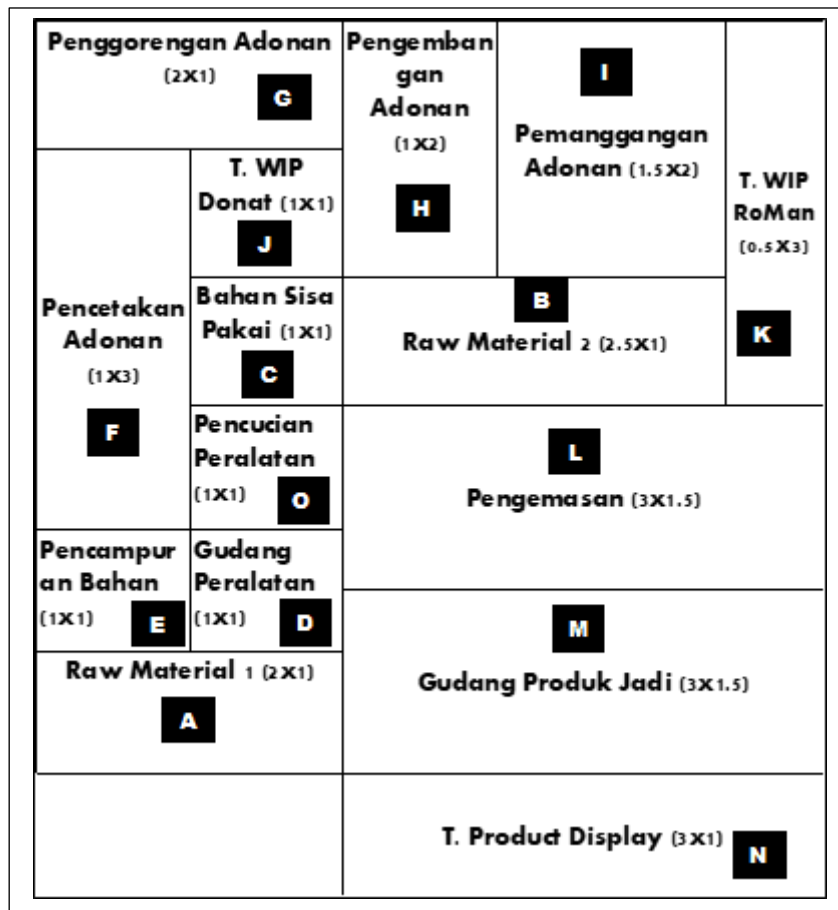 Penggorengan Adonan
(2X1)
G
Pengemban
gan
Adonan
(1X2)
H
I
Pemanggangan
Adonan (1.5X2)
T. WIP
RoMan
(0.5X3)
K
T. WIP
Donat (1X1)
J
Pencetakan
Adonan
(1X3)
F
Bahan Sisa
Pakai (1X1)
C
B
Raw Material 2 (2.5X1)
Pencucian
Peralatan
(1X1)
O
L
Pengemasan (3X1.5)
Pencampur
an Bahan
(1X1)
E
Gudang
Peralatan
(1X1)
D
M
Gudang Produk Jadi (3X1.5)
Raw Material 1 (2X1)
A
T. Product Display (3X1)
N